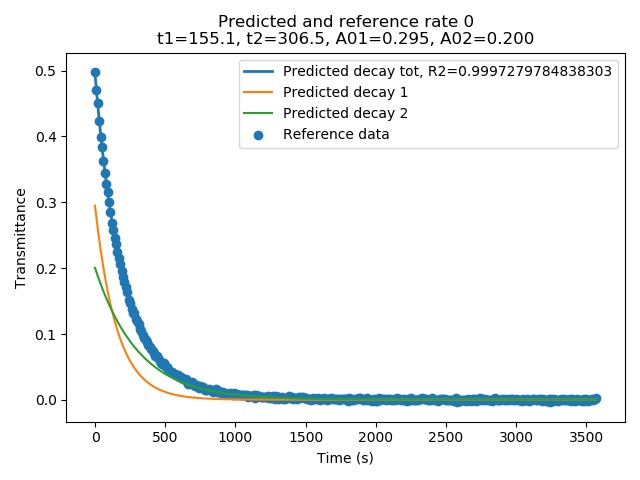 Predicted and reference rate 0
t1=155.1, t2=306.5, A01=0.295, A02=0.200
Predicted decay tot, R2=0.9997279784838303
Predicted decay 1
Predicted decay 2
Reference data
Transmittance
0.5
0.4
0.3
0.2
0.1
0.0
0 500 1000 1500 2000 2500 3000 3500
Time (s)